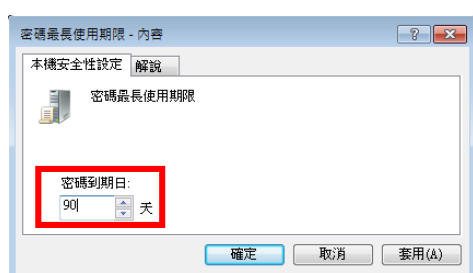 密碼最長使用期限 - 內容
本機安全性設定 解說
密碼最長使用期限
密碼到期日:
90 天
確定 取消 套用(A)